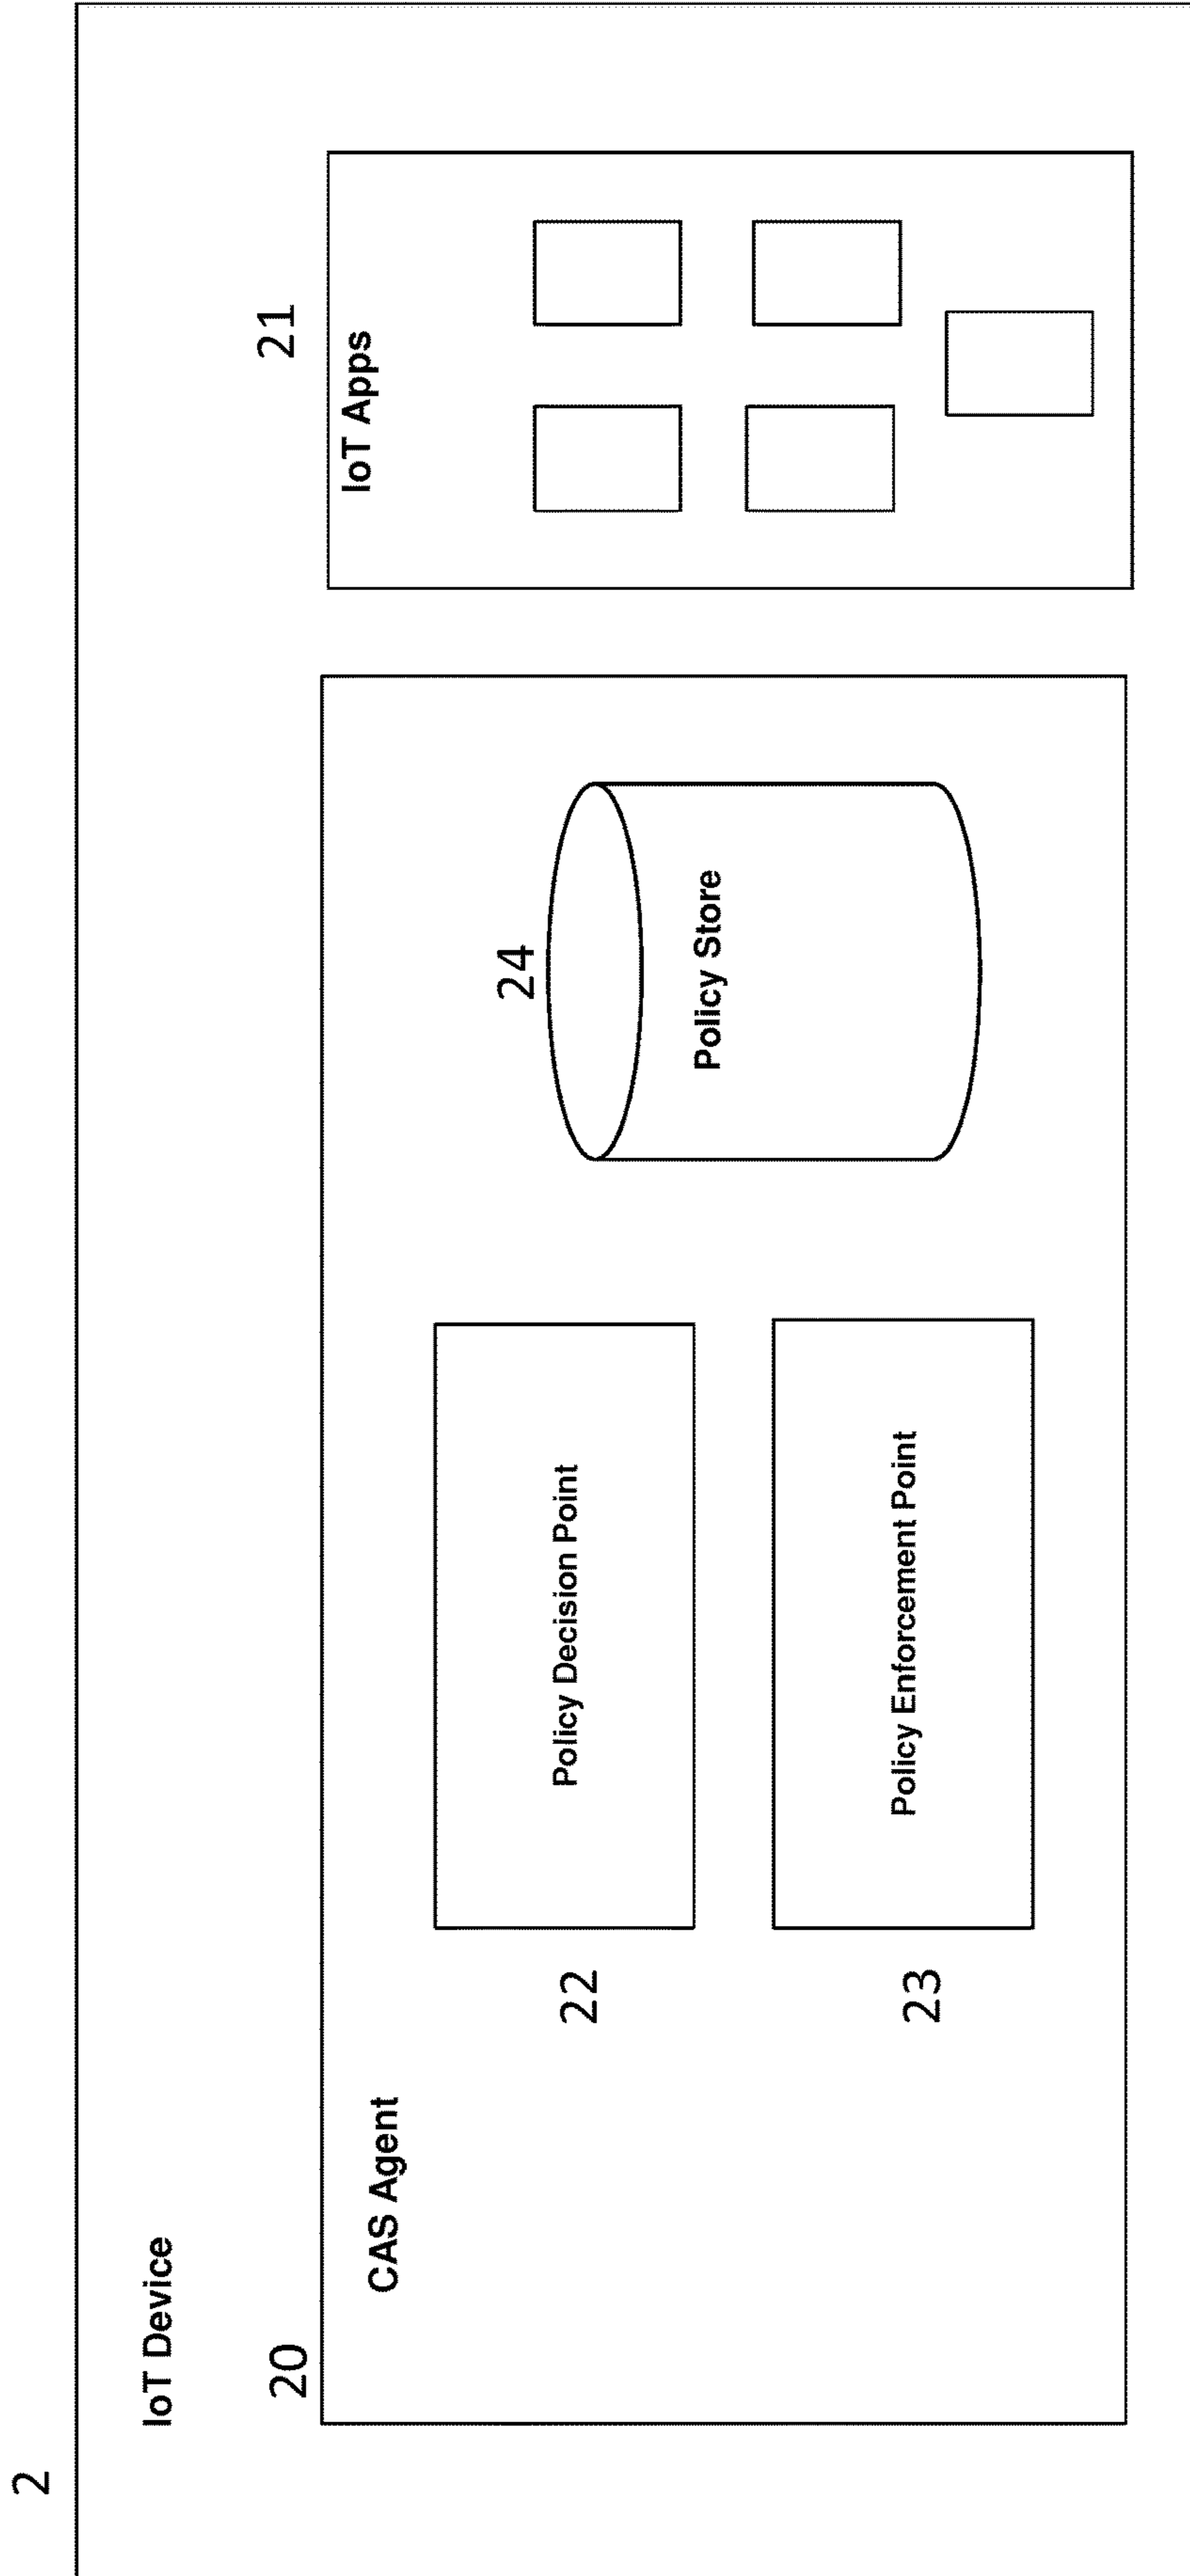 2
IoT Device
20
CAS Agent
22
Policy Decision Point
23
Policy Enforcement Point
24
Policy Store
21
IoT Apps